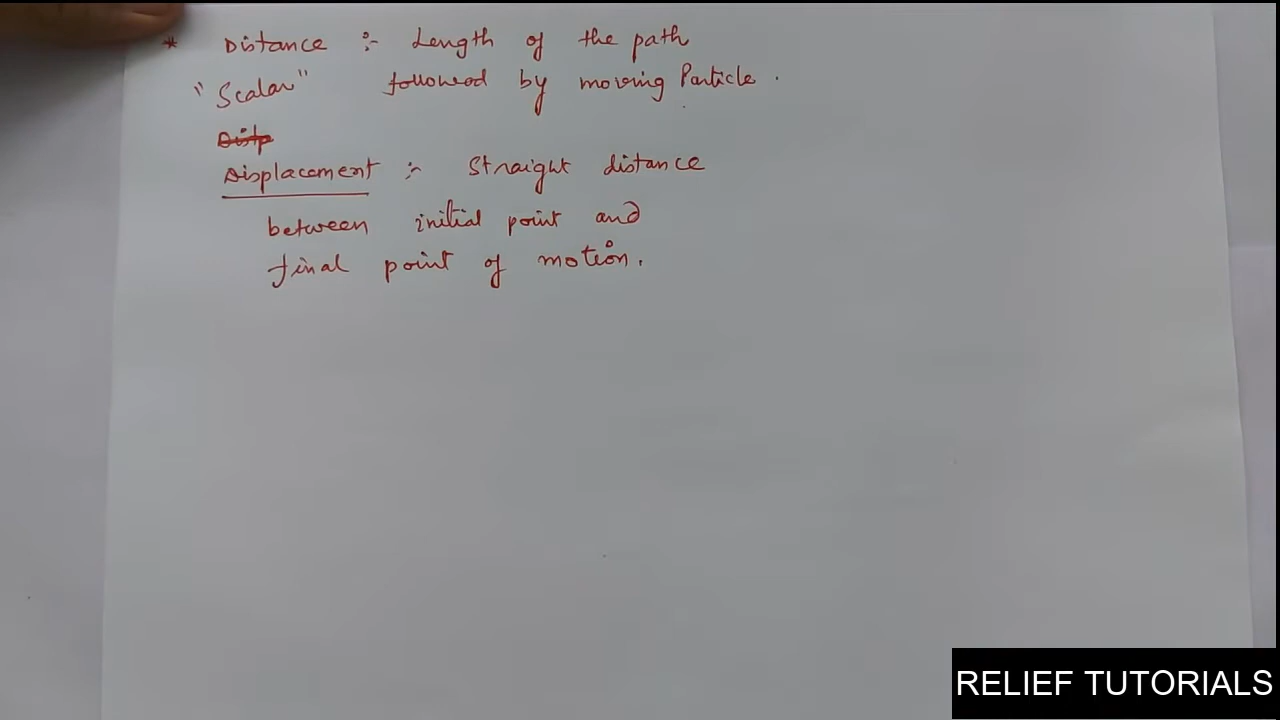 * Distance :- Length of the path
"Scalar" followed by moving Particle.
Disp
Displacement :- Straight distance
between initial point and
final point of motion.
RELIEF TUTORIALS